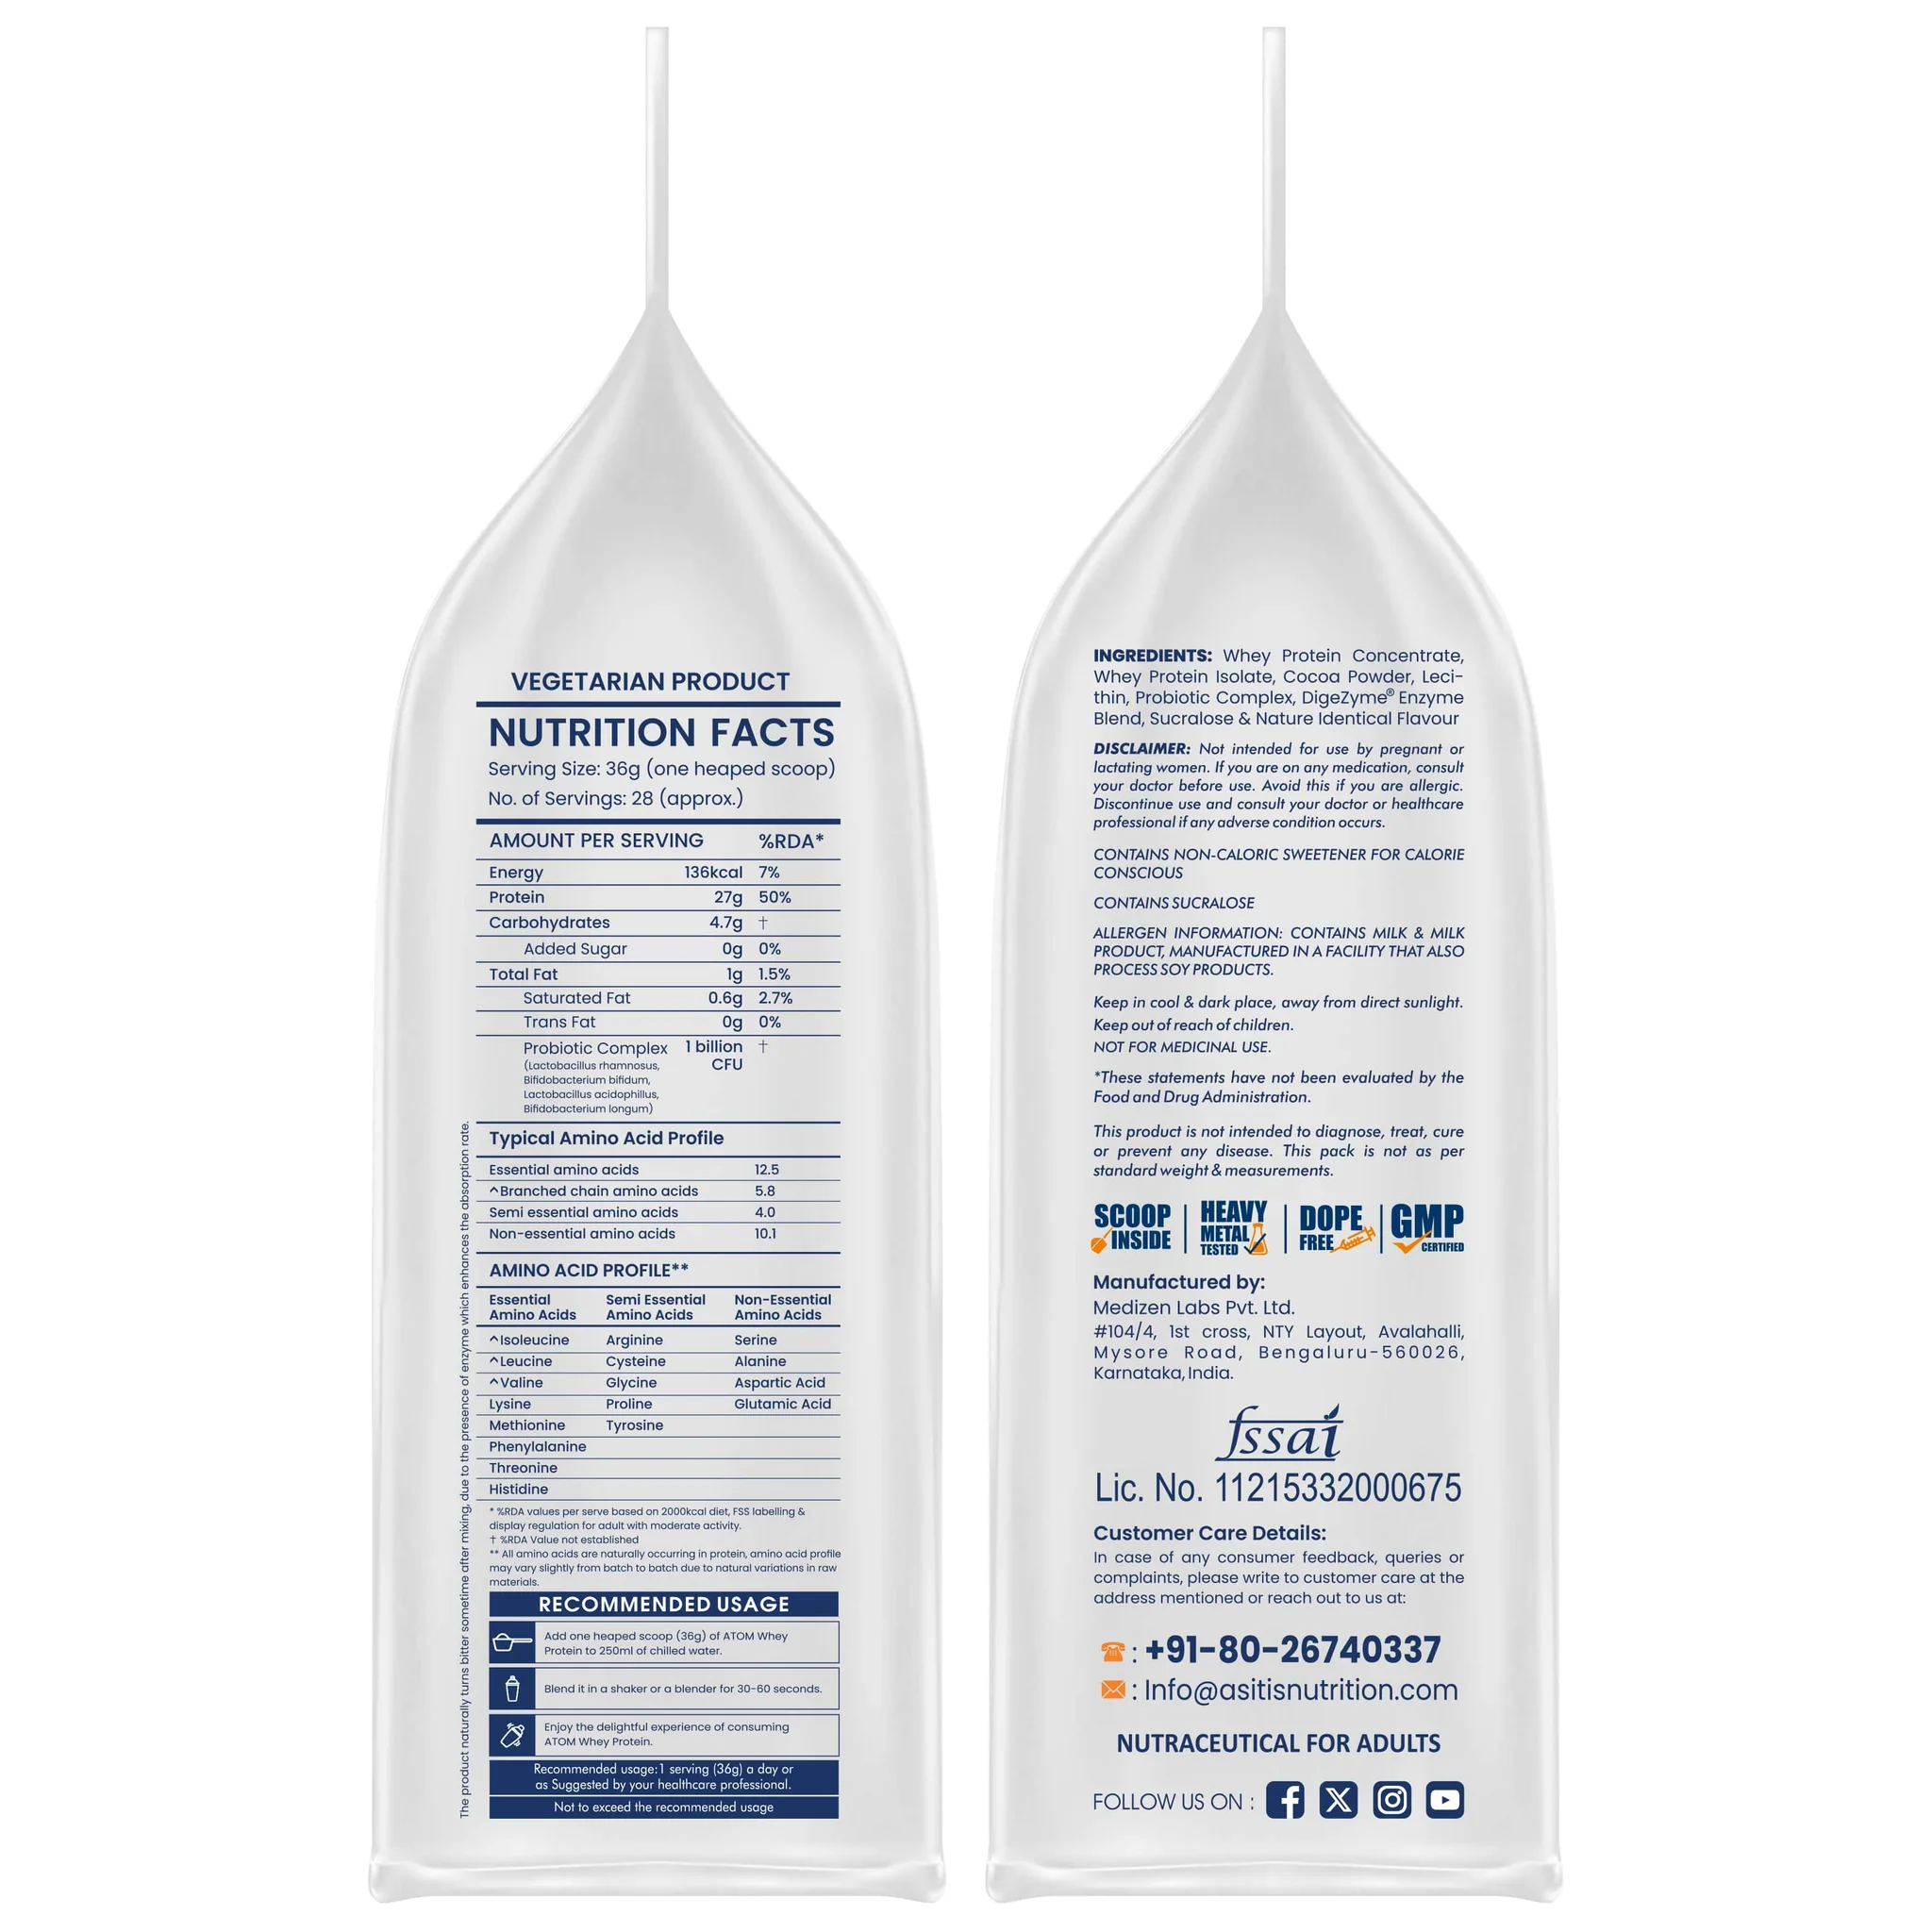 VEGETARIAN PRODUCT
NUTRITION FACTS
Serving Size: 36g (one heaped scoop)
No. of Servings: 28 (approx.)
AMOUNT PER SERVING %RDA*
Energy 136kcal 7%
Protein 27g 50%
Carbohydrates 4.7g †
Added Sugar 0g 0%
Total Fat 1g 1.5%
Saturated Fat 0.6g 2.7%
Trans Fat 0g 0%
Probiotic Complex 1 billion †
(Lactobacillus rhamnosus, CFU
Bifidobacterium bifidum,
Lactobacillus acidophillus,
Bifidobacterium longum)
Typical Amino Acid Profile
Essential amino acids 12.5
^Branched chain amino acids 5.8
Semi essential amino acids 4.0
Non-essential amino acids 10.1
AMINO ACID PROFILE**
Essential Semi Essential Non-Essential
Amino Acids Amino Acids Amino Acids
^Isoleucine Arginine Serine
^Leucine Cysteine Alanine
^Valine Glycine Aspartic Acid
Lysine Proline Glutamic Acid
Methionine Tyrosine
Phenylalanine
Threonine
Histidine
* %RDA values per serve based on 2000kcal diet, FSS labelling &
display regulation for adult with moderate activity.
† %RDA Value not established
** All amino acids are naturally occurring in protein, amino acid profile
may vary slightly from batch to batch due to natural variations in raw
materials.
RECOMMENDED USAGE
Add one heaped scoop (36g) of ATOM Whey
Protein to 250ml of chilled water.
Blend it in a shaker or a blender for 30-60 seconds.
Enjoy the delightful experience of consuming
ATOM Whey Protein.
Recommended usage:1 serving (36g) a day or
as Suggested by your healthcare professional.
Not to exceed the recommended usage
The product naturally turns bitter sometime after mixing, due to the presence of enzyme which enhances the absorption rate.
INGREDIENTS: Whey Protein Concentrate,
Whey Protein Isolate, Cocoa Powder, Leci-
thin, Probiotic Complex, DigeZyme® Enzyme
Blend, Sucralose & Nature Identical Flavour
DISCLAIMER: Not intended for use by pregnant or
lactating women. If you are on any medication, consult
your doctor before use. Avoid this if you are allergic.
Discontinue use and consult your doctor or healthcare
professional if any adverse condition occurs.
CONTAINS NON-CALORIC SWEETENER FOR CALORIE
CONSCIOUS
CONTAINS SUCRALOSE
ALLERGEN INFORMATION: CONTAINS MILK & MILK
PRODUCT, MANUFACTURED IN A FACILITY THAT ALSO
PROCESS SOY PRODUCTS.
Keep in cool & dark place, away from direct sunlight.
Keep out of reach of children.
NOT FOR MEDICINAL USE.
*These statements have not been evaluated by the
Food and Drug Administration.
This product is not intended to diagnose, treat, cure
or prevent any disease. This pack is not as per
standard weight & measurements.
SCOOP INSIDE
HEAVY METAL TESTED
DOPE FREE
GMP CERTIFIED
Manufactured by:
Medizen Labs Pvt. Ltd.
#104/4, 1st cross, NTY Layout, Avalahalli,
Mysore Road, Bengaluru-560026,
Karnataka, India.
fssai
Lic. No. 11215332000675
Customer Care Details:
In case of any consumer feedback, queries or
complaints, please write to customer care at the
address mentioned or reach out to us at:
: +91-80-26740337
: Info@asitisnutrition.com
NUTRACEUTICAL FOR ADULTS
FOLLOW US ON :